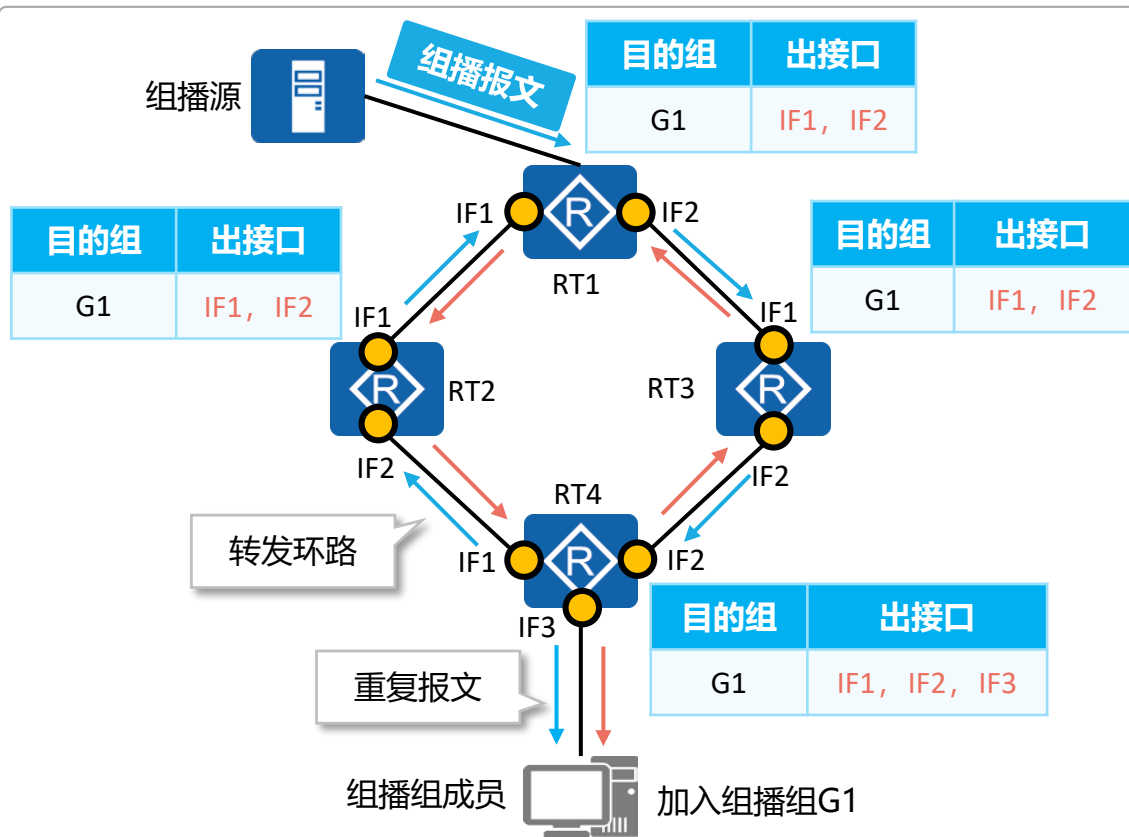 组播源
组播报文
目的组 出接口
G1 IF1，IF2
目的组 出接口
G1 IF1，IF2
IF1
IF2
RT1
目的组 出接口
G1 IF1，IF2
IF1
RT2
IF2
IF1
RT3
IF2
转发环路
RT4
IF1
IF2
IF3
目的组 出接口
G1 IF1，IF2，IF3
重复报文
组播组成员
加入组播组G1
R
R
R
R